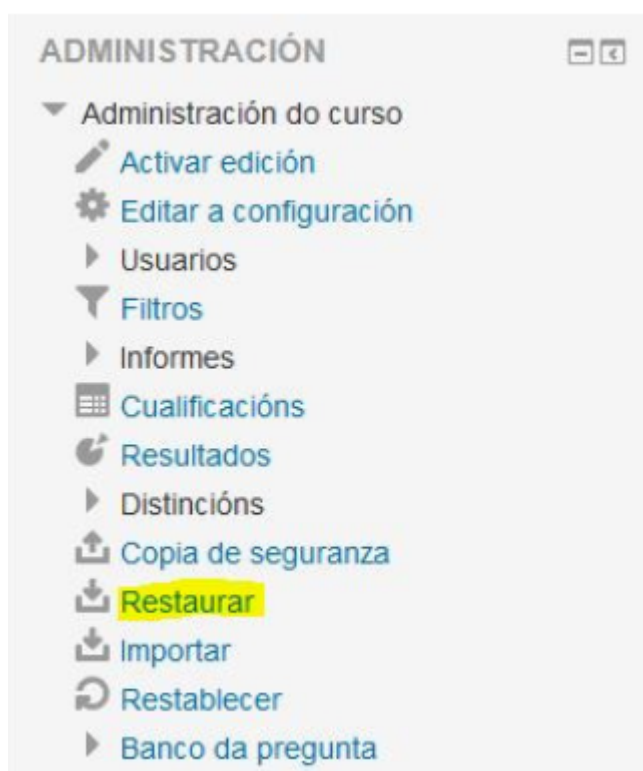 ADMINISTRACIÓN
Administración do curso
Activar edición
Editar a configuración
Usuarios
Filtros
Informes
Cualificacións
Resultados
Distincións
Copia de seguranza
Restaurar
Importar
Restablecer
Banco da pregunta